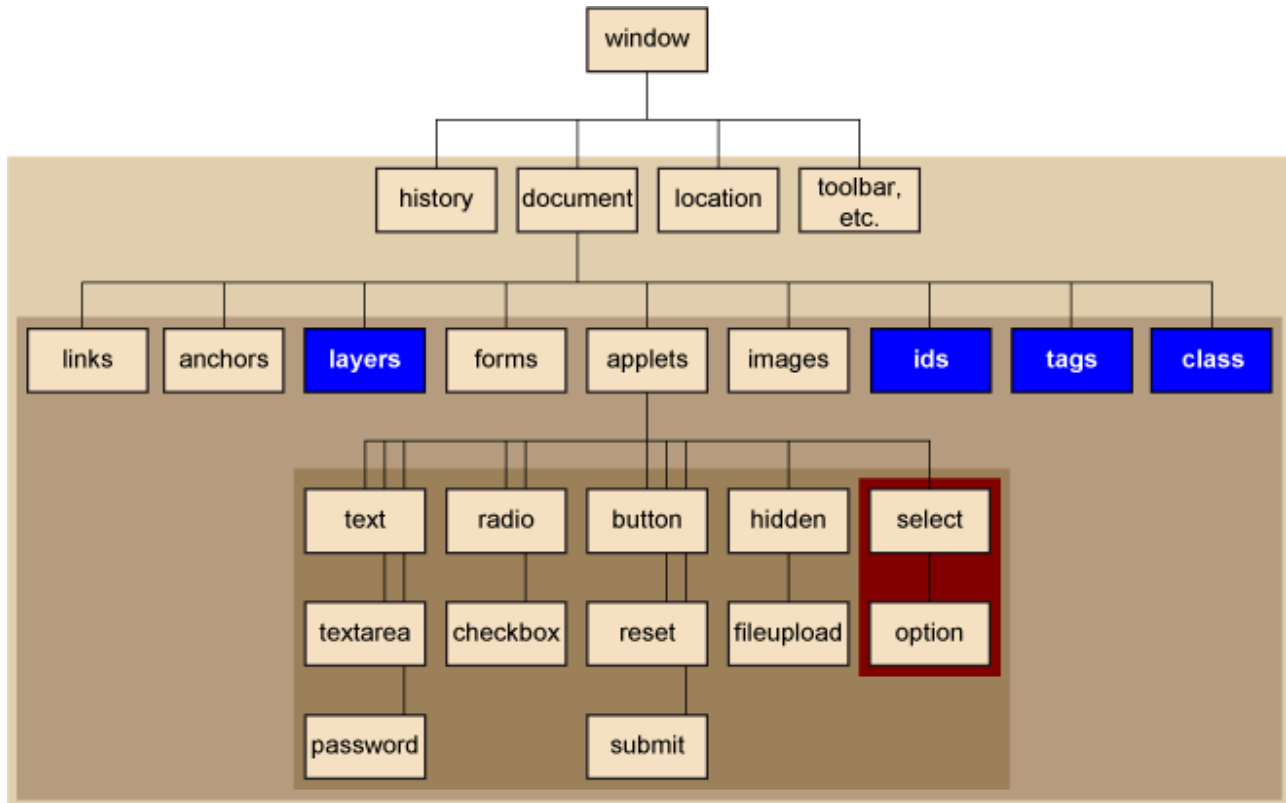 window
history
document
location
toolbar,
etc.
links
anchors
layers
forms
applets
images
ids
tags
class
text
radio
button
hidden
select
textarea
checkbox
reset
fileupload
option
password
submit